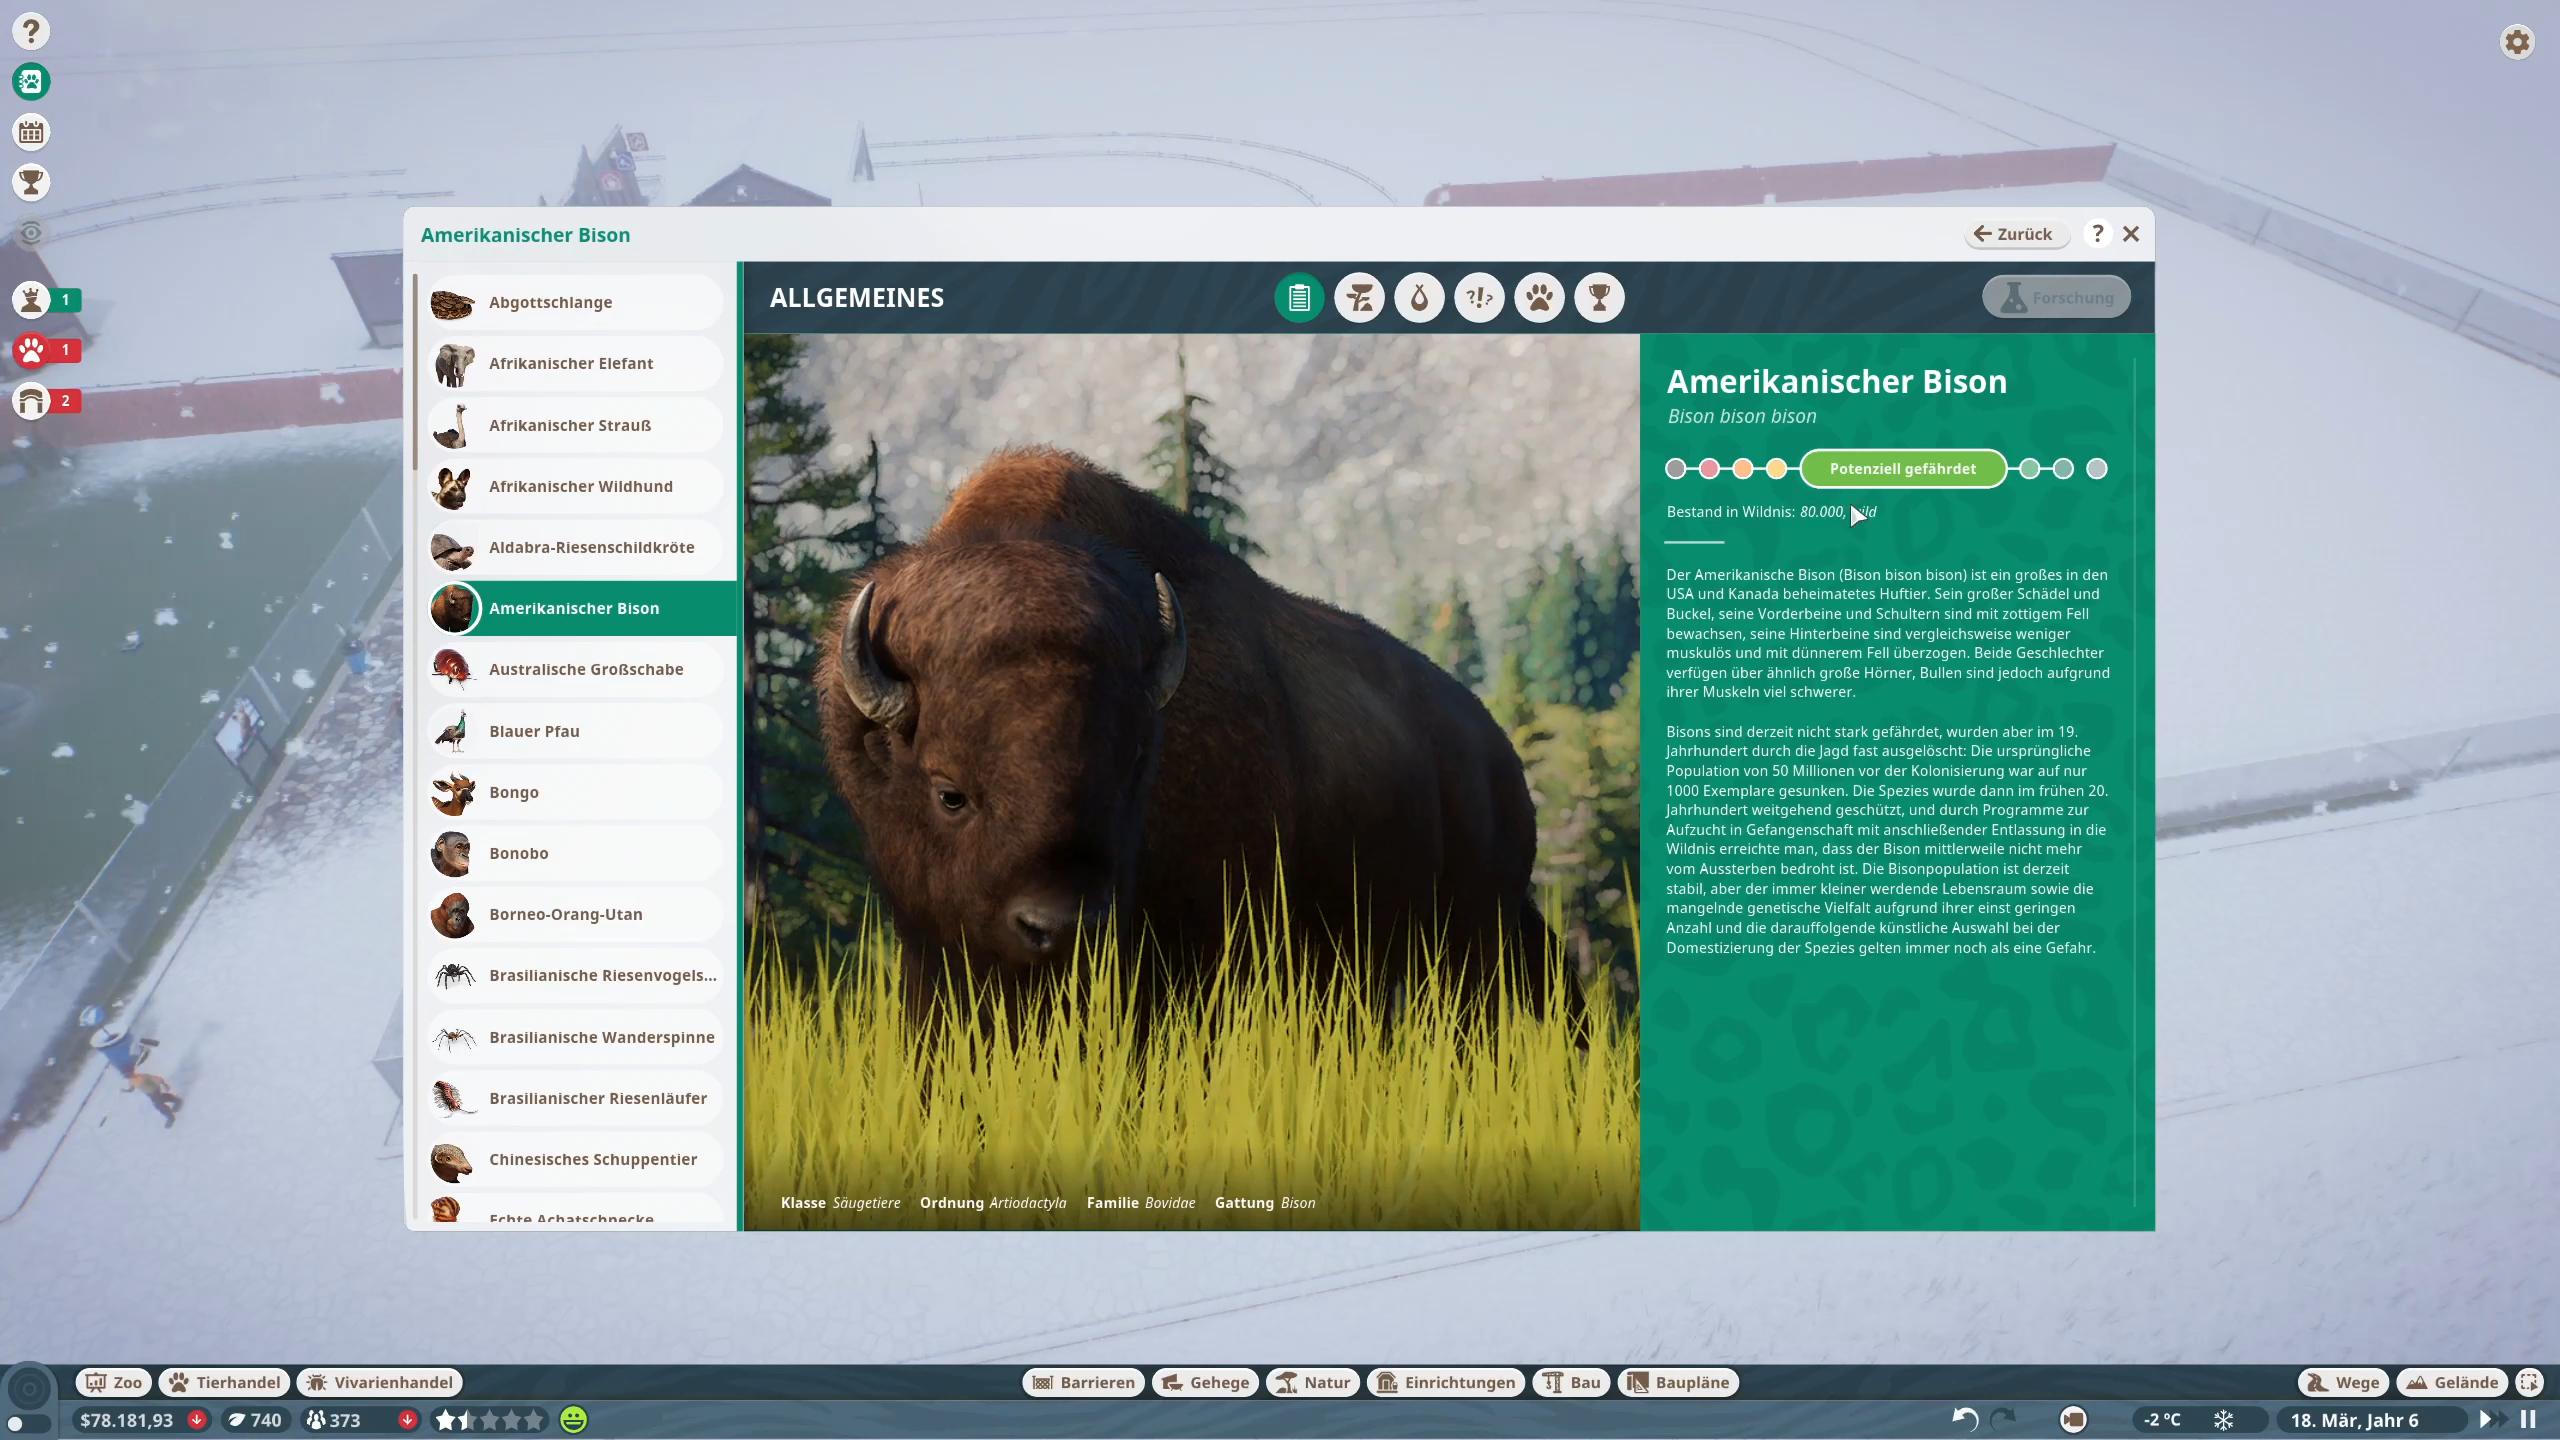 ?
1
1
2
Amerikanischer Bison
Zurück
?
Abgottschlange
Afrikanischer Elefant
Afrikanischer Strauß
Afrikanischer Wildhund
Aldabra-Riesenschildkröte
Amerikanischer Bison
Australische Großschabe
Blauer Pfau
Bongo
Bonobo
Borneo-Orang-Utan
Brasilianische Riesenvogels...
Brasilianische Wanderspinne
Brasilianischer Riesenläufer
Chinesisches Schuppentier
Echte Achatschnecke
ALLGEMEINES
?!?
Forschung
Klasse Säugetiere Ordnung Artiodactyla Familie Bovidae Gattung Bison
Amerikanischer Bison
Bison bison bison
Potenziell gefährdet
Bestand in Wildnis: 80.000,
Der Amerikanische Bison (Bison bison bison) ist ein großes in den
USA und Kanada beheimatetes Huftier. Sein großer Schädel und
Buckel, seine Vorderbeine und Schultern sind mit zottigem Fell
bewachsen, seine Hinterbeine sind vergleichsweise weniger
muskulös und mit dünnerem Fell überzogen. Beide Geschlechter
verfügen über ähnlich große Hörner, Bullen sind jedoch aufgrund
ihrer Muskeln viel schwerer.
Bisons sind derzeit nicht stark gefährdet, wurden aber im 19.
Jahrhundert durch die Jagd fast ausgelöscht: Die ursprüngliche
Population von 50 Millionen vor der Kolonisierung war auf nur
1000 Exemplare gesunken. Die Spezies wurde dann im frühen 20.
Jahrhundert weitgehend geschützt, und durch Programme zur
Aufzucht in Gefangenschaft mit anschließender Entlassung in die
Wildnis erreichte man, dass der Bison mittlerweile nicht mehr
vom Aussterben bedroht ist. Die Bisonpopulation ist derzeit
stabil, aber der immer kleiner werdende Lebensraum sowie die
mangelnde genetische Vielfalt aufgrund ihrer einst geringen
Anzahl und die darauffolgende künstliche Auswahl bei der
Domestizierung der Spezies gelten immer noch als eine Gefahr.
Zoo Tierhandel Vivarienhandel Barrieren Gehege Natur Einrichtungen Bau Baupläne Wege Gelände
$78.181,93 740 373 -2 °C 18. Mär, Jahr 6